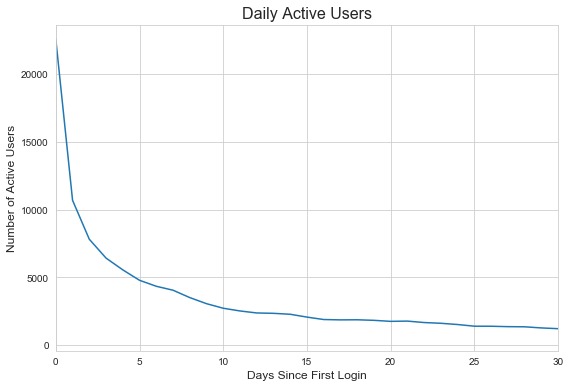 Daily Active Users
Number of Active Users
20000
15000
10000
5000
0
0 5 10 15 20 25 30
Days Since First Login